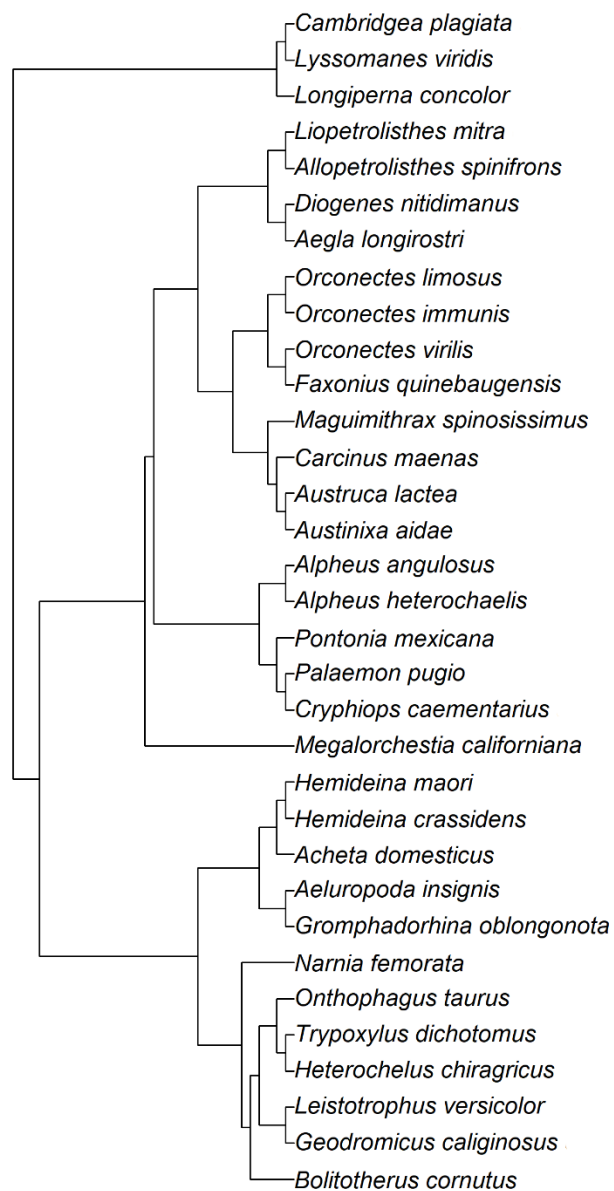 Cambridgea plagiata
Lyssomanes viridis
Longiperna concolor
Liopetrolisthes mitra
Allopetrolisthes spinifrons
Diogenes nitidimanus
Aegla longirostri
Orconectes limosus
Orconectes immunis
Orconectes virilis
Faxonius quinebaugensis
Maguimithrax spinosissimus
Carcinus maenas
Austruca lactea
Austinixa aidae
Alpheus angulosus
Alpheus heterochaelis
Pontonia mexicana
Palaemon pugio
Cryphiops caementarius
Megalorchestia californiana
Hemideina maori
Hemideina crassidens
Acheta domesticus
Aeluropoda insignis
Gromphadorhina oblongonota
Narnia femorata
Onthophagus taurus
Trypoxylus dichotomus
Heterochelus chiragricus
Leistotrophus versicolor
Geodromicus caliginosus
Bolitotherus cornutus